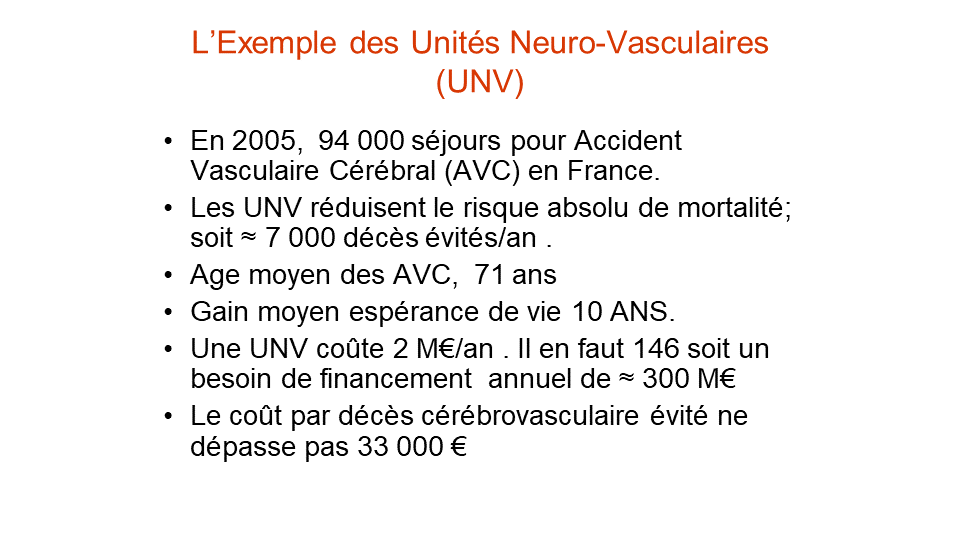 L’Exemple des Unités Neuro-Vasculaires
(UNV)
• En 2005,  94 000 séjours pour Accident
Vasculaire Cérébral (AVC) en France.
• Les UNV réduisent le risque absolu de mortalité;
soit ≈ 7 000 décès évités/an .
• Age moyen des AVC,  71 ans
• Gain moyen espérance de vie 10 ANS.
• Une UNV coûte 2 M€/an . Il en faut 146 soit un
besoin de financement  annuel de ≈ 300 M€
• Le coût par décès cérébrovasculaire évité ne
dépasse pas 33 000 €